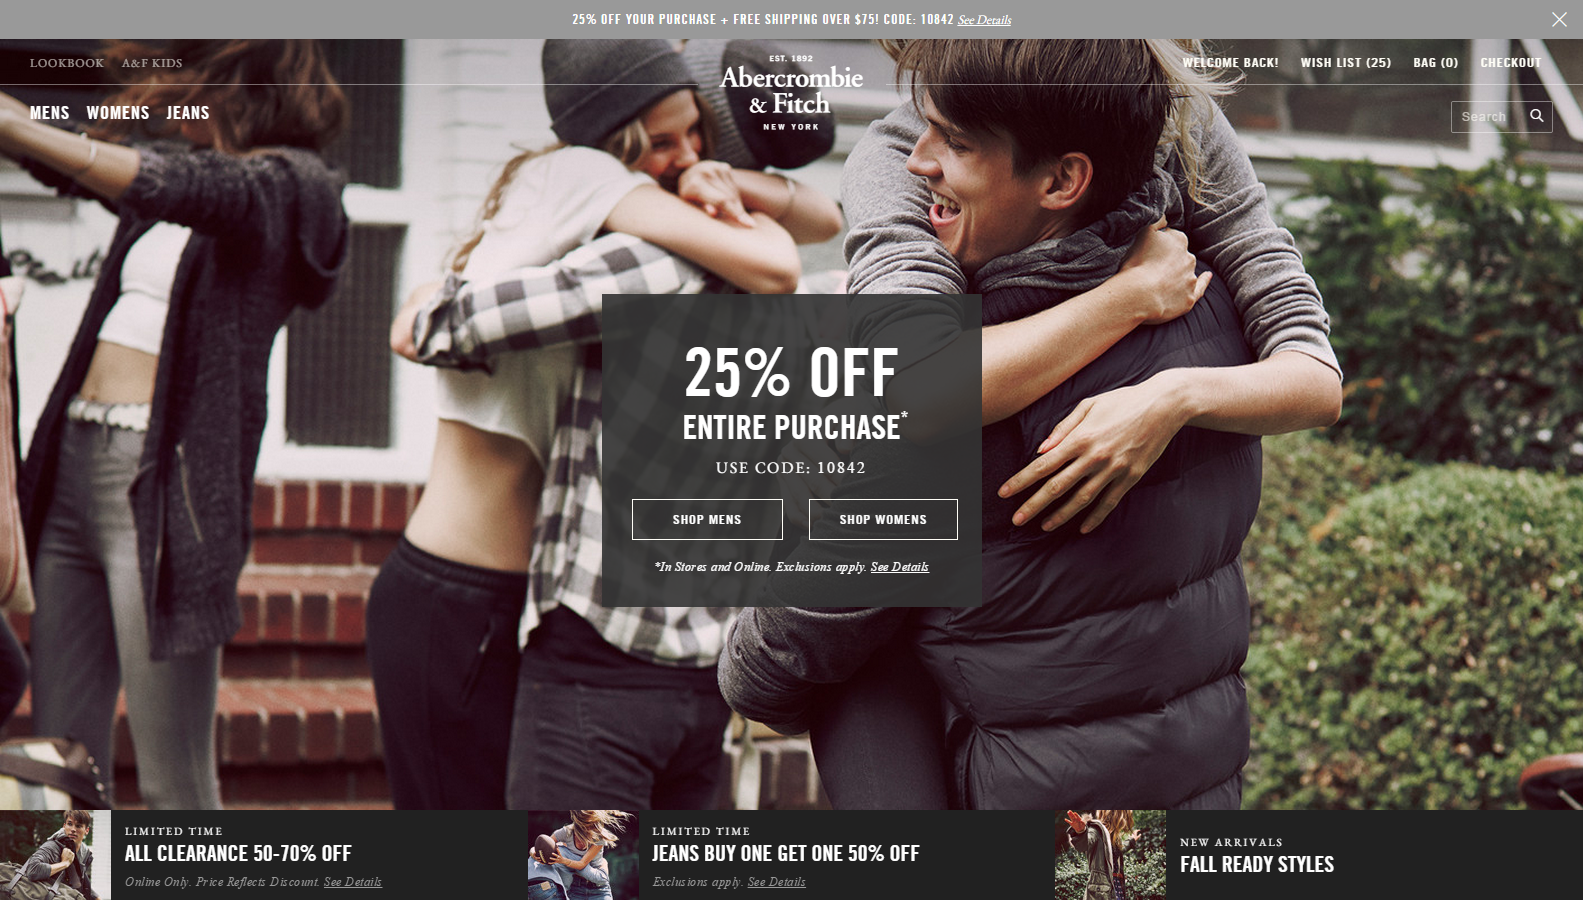 25% OFF YOUR PURCHASE + FREE SHIPPING OVER $75! CODE: 10842 See Details
LOOKBOOK A&F KIDS
EST. 1892
Abercrombie
& Fitch
NEW YORK
WELCOME BACK! WISH LIST (25) BAG (0) CHECKOUT
MENS WOMENS JEANS
Search
25% OFF
ENTIRE PURCHASE*
USE CODE: 10842
SHOP MENS SHOP WOMENS
*In Stores and Online. Exclusions apply. See Details
LIMITED TIME
ALL CLEARANCE 50-70% OFF
Online Only. Price Reflects Discount. See Details
LIMITED TIME
JEANS BUY ONE GET ONE 50% OFF
Exclusions apply. See Details
NEW ARRIVALS
FALL READY STYLES